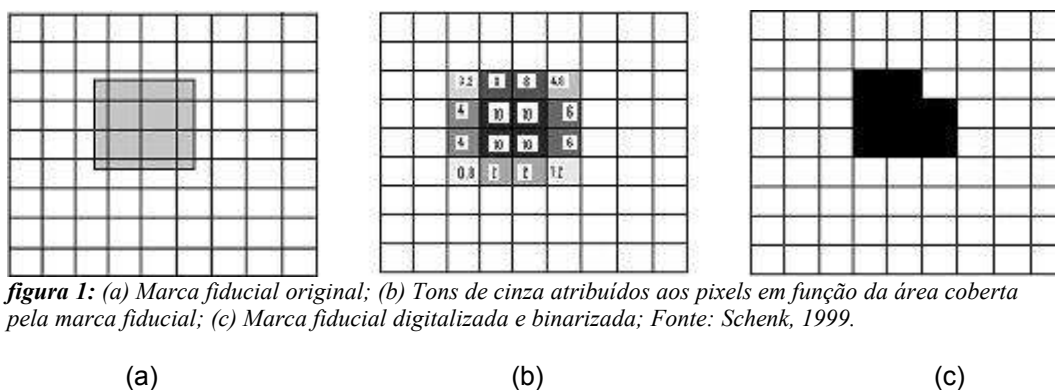 3.2 8 8 4.8
4 10 10 6
4 10 10 6
0.8 2 2 1.2
figura 1: (a) Marca fiducial original; (b) Tons de cinza atribuídos aos pixels em função da área coberta
pela marca fiducial; (c) Marca fiducial digitalizada e binarizada; Fonte: Schenk, 1999.
(a) (b) (c)